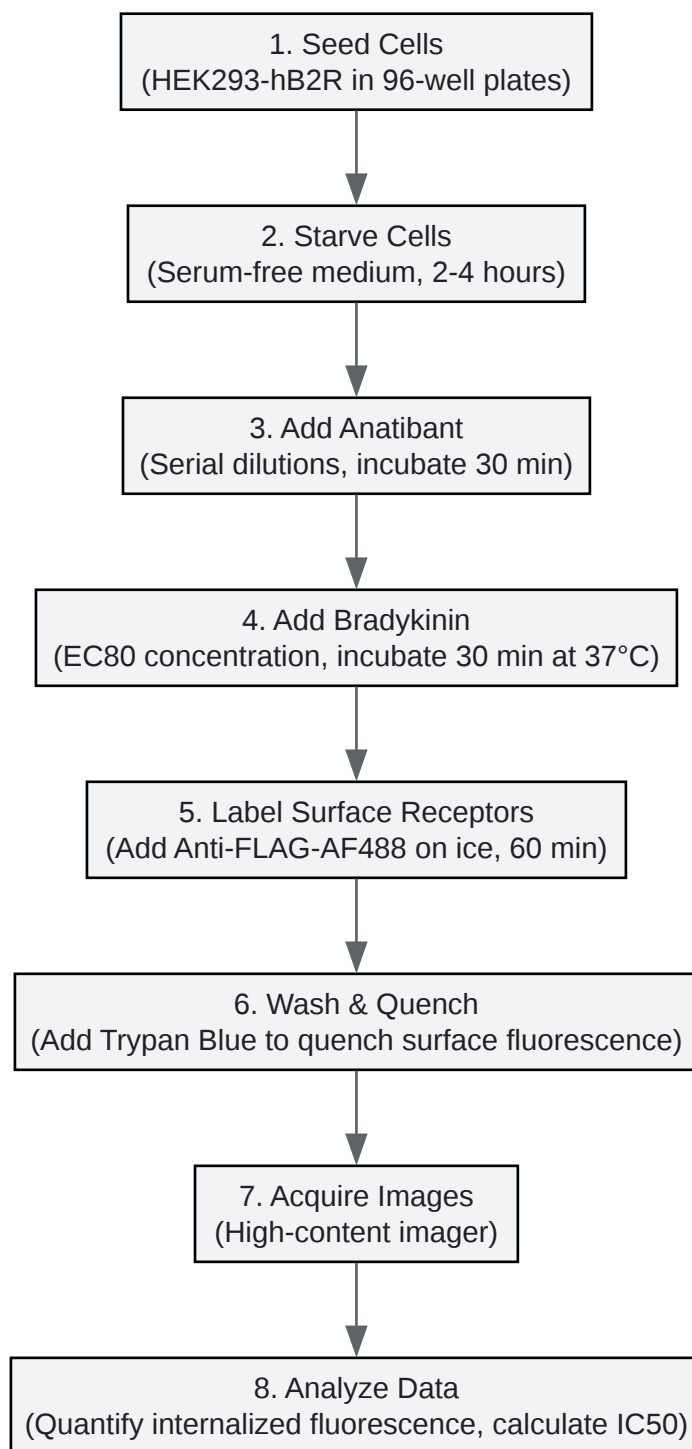 1. Seed Cells
(HEK293-hB2R in 96-well plates)
2. Starve Cells
(Serum-free medium, 2-4 hours)
3. Add Anatibant
(Serial dilutions, incubate 30 min)
4. Add Bradykinin
(EC80 concentration, incubate 30 min at 37°C)
5. Label Surface Receptors
(Add Anti-FLAG-AF488 on ice, 60 min)
6. Wash & Quench
(Add Trypan Blue to quench surface fluorescence)
7. Acquire Images
(High-content imager)
8. Analyze Data
(Quantify internalized fluorescence, calculate IC50)